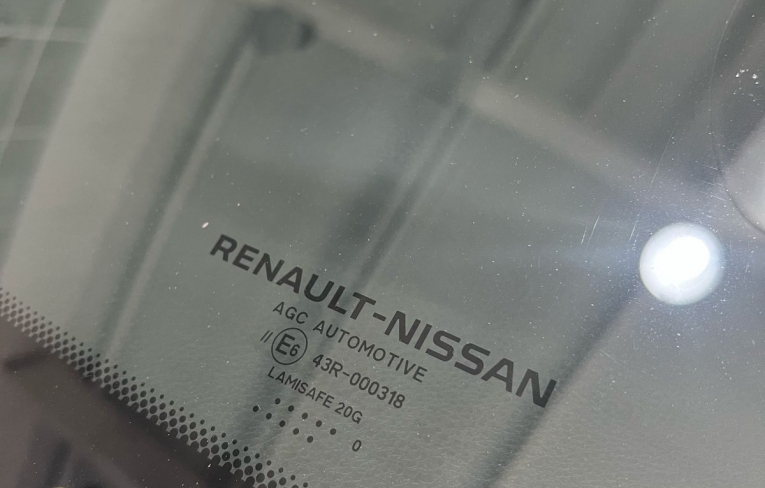 RENAULT-NISSAN
AGC AUTOMOTIVE
// E6 43R-000318
LAMISAFE 20G
0